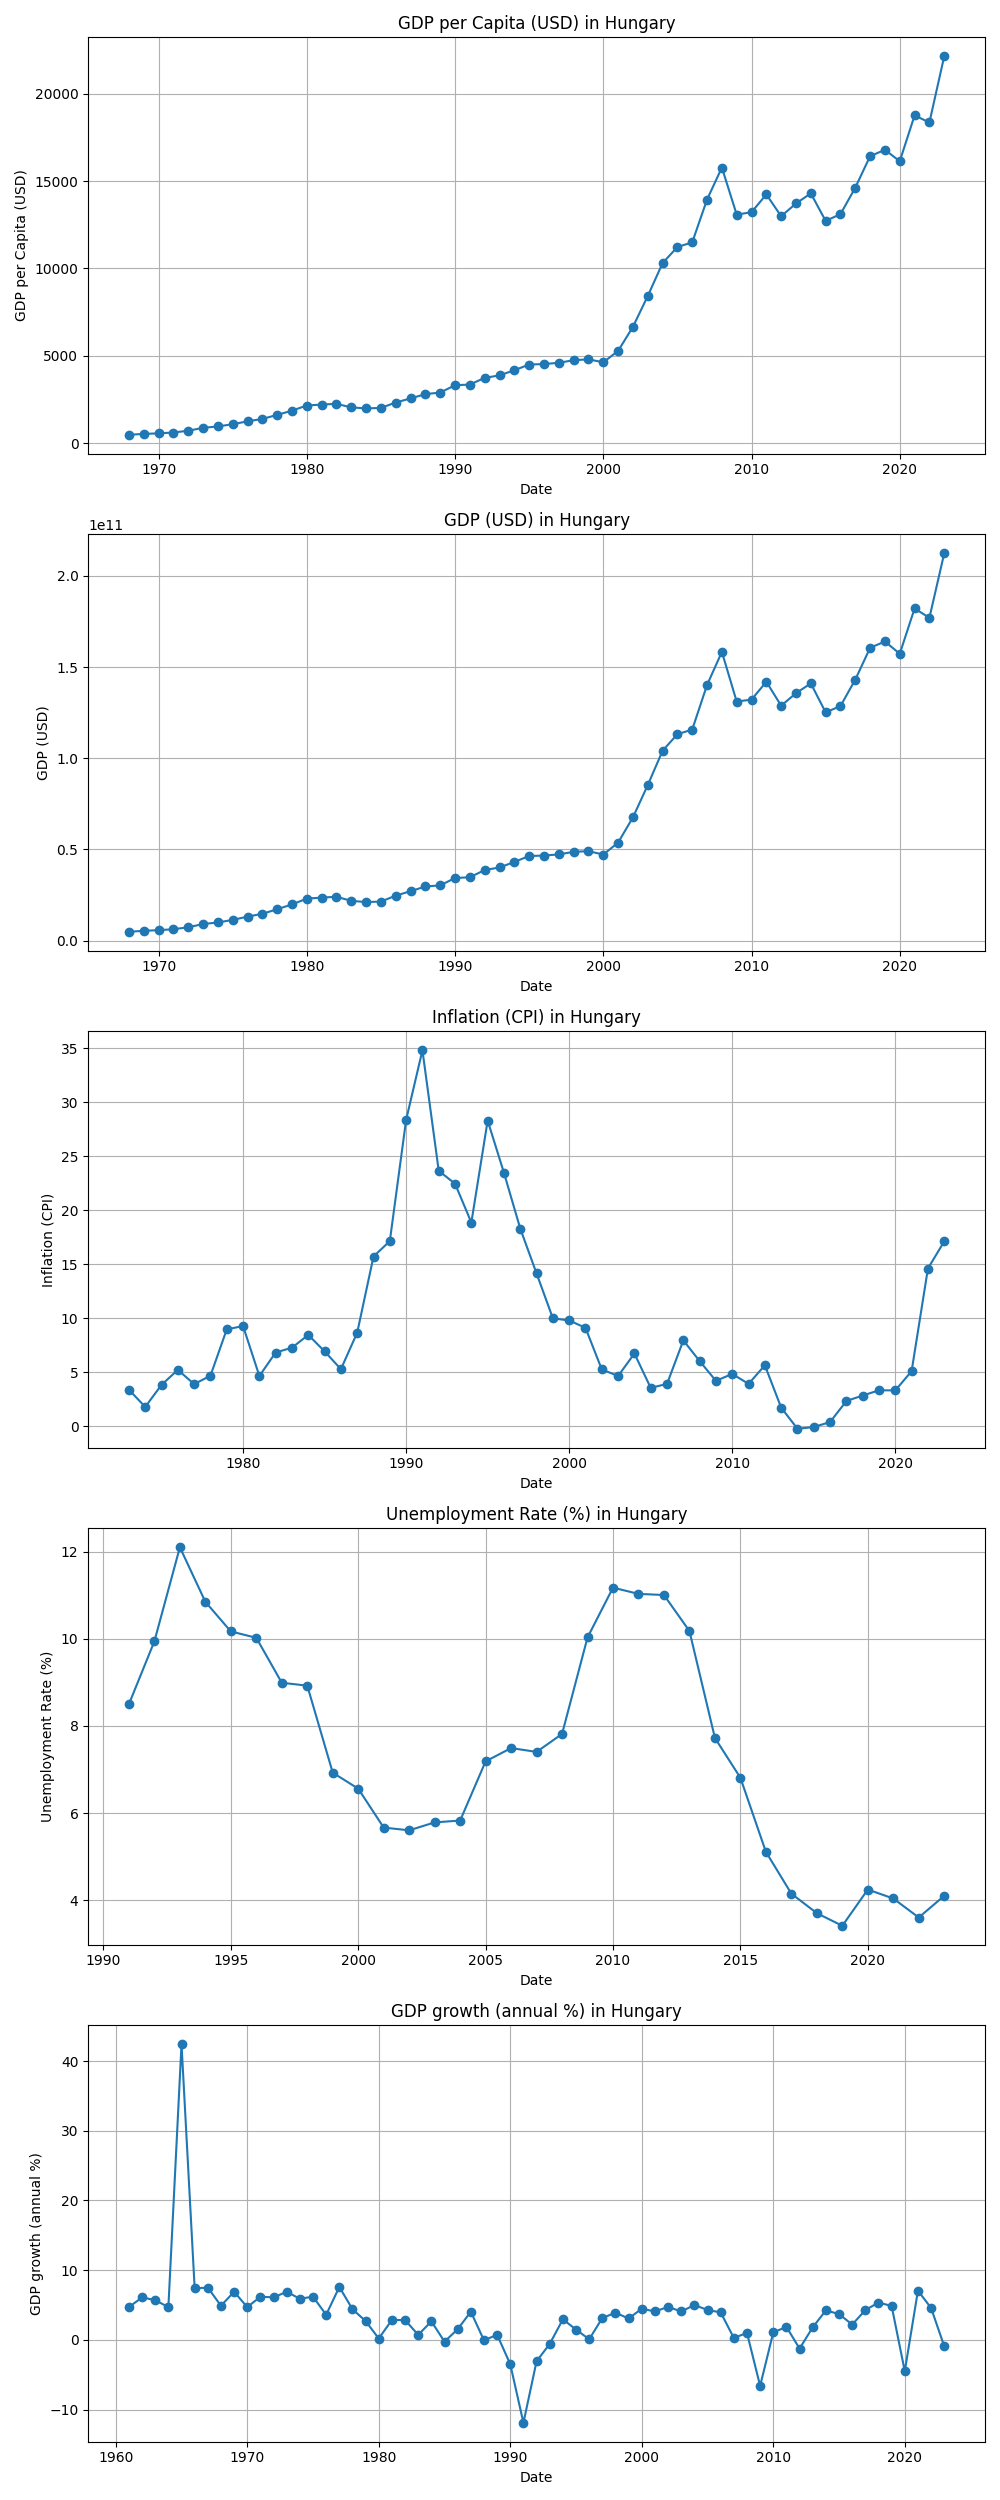 GDP per Capita (USD) in Hungary
GDP per Capita (USD)
20000
15000
10000
5000
0
1970 1980 1990 2000 2010 2020
Date
GDP (USD) in Hungary
1e11
GDP (USD)
2.0
1.5
1.0
0.5
0.0
1970 1980 1990 2000 2010 2020
Date
Inflation (CPI) in Hungary
Inflation (CPI)
35
30
25
20
15
10
5
0
1980 1990 2000 2010 2020
Date
Unemployment Rate (%) in Hungary
Unemployment Rate (%)
12
10
8
6
4
1990 1995 2000 2005 2010 2015 2020
Date
GDP growth (annual %) in Hungary
GDP growth (annual %)
40
30
20
10
0
−10
1960 1970 1980 1990 2000 2010 2020
Date